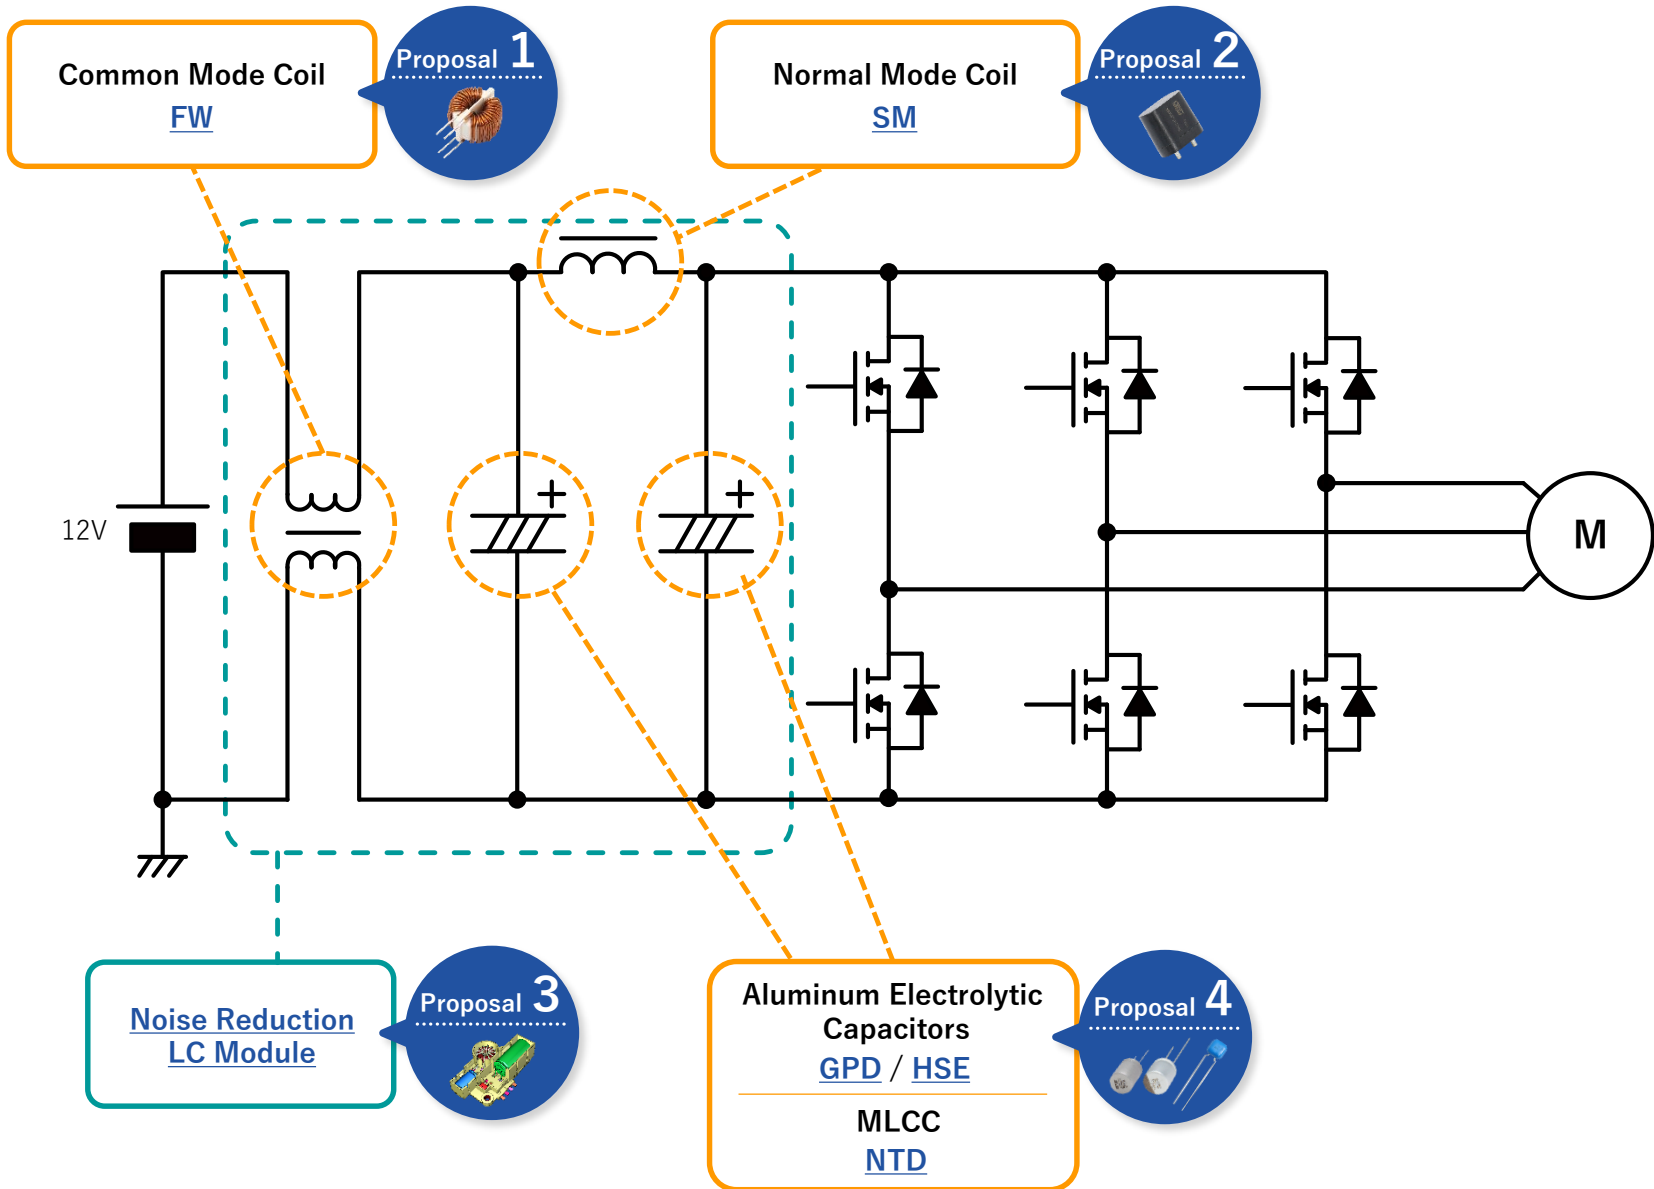 Common Mode Coil
FW
Proposal 1
Normal Mode Coil
SM
Proposal 2
+
+
12V
M
Noise Reduction
LC Module
Proposal 3
Aluminum Electrolytic
Capacitors
GPD / HSE
MLCC
NTD
Proposal 4